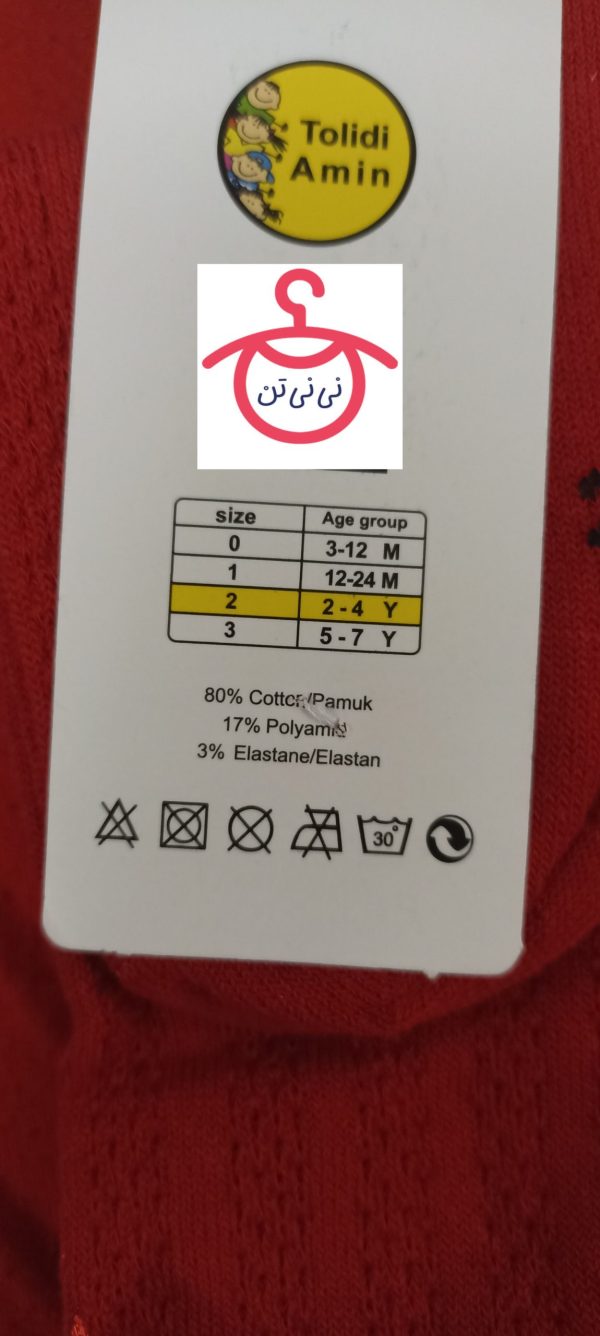 Tolidi
Amin
نی نی تن
size Age group
0 3-12 M
1 12-24 M
2 2 - 4 Y
3 5 - 7 Y
80% Cotton/Pamuk
17% Polyamid
3% Elastane/Elastan
30°